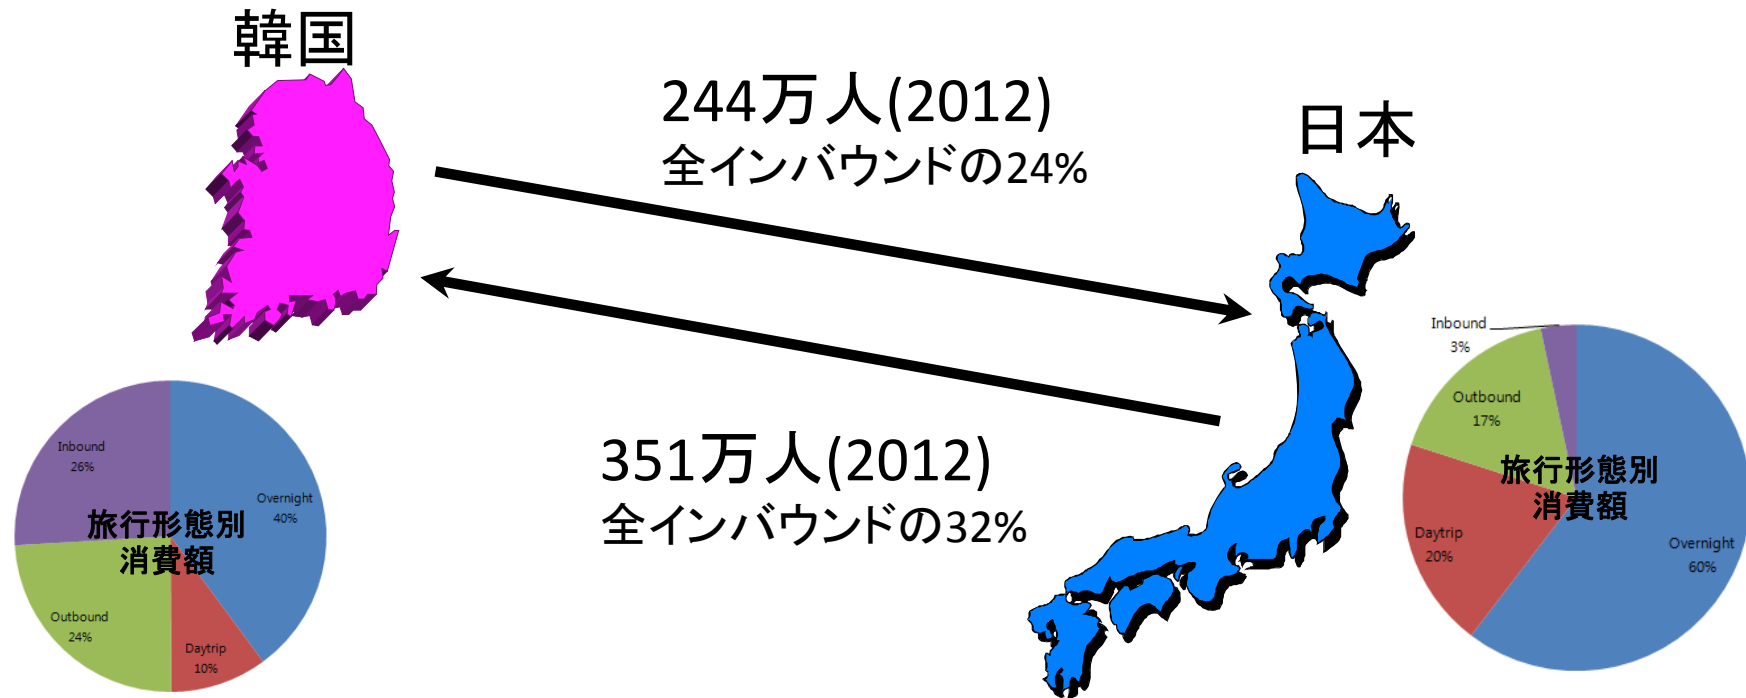 韓国
244万人(2012)
全インバウンドの24%
日本
351万人(2012)
全インバウンドの32%
Inbound
26%
Overnight
40%
旅行形態別
消費額
Outbound
24%
Daytrip
10%
Inbound
3%
Outbound
17%
旅行形態別
消費額
Daytrip
20%
Overnight
60%